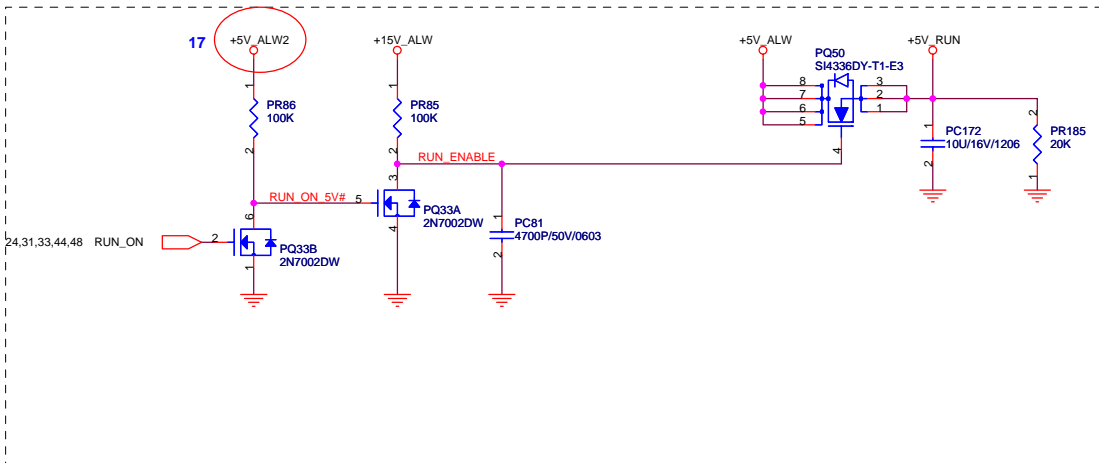 17
+5V_ALW2
+15V_ALW
+5V_ALW
+5V_RUN
PQ50
SI4336DY-T1-E3
1
PR86
100K
2
1
PR85
100K
2
8
7
6
5
3
2
1
4
1
PC172
10U/16V/1206
2
2
PR185
20K
1
RUN_ENABLE
RUN_ON_5V#
5
3
PQ33A
2N7002DW
4
1
PC81
4700P/50V/0603
2
24,31,33,44,48
RUN_ON
2
6
PQ33B
2N7002DW
1